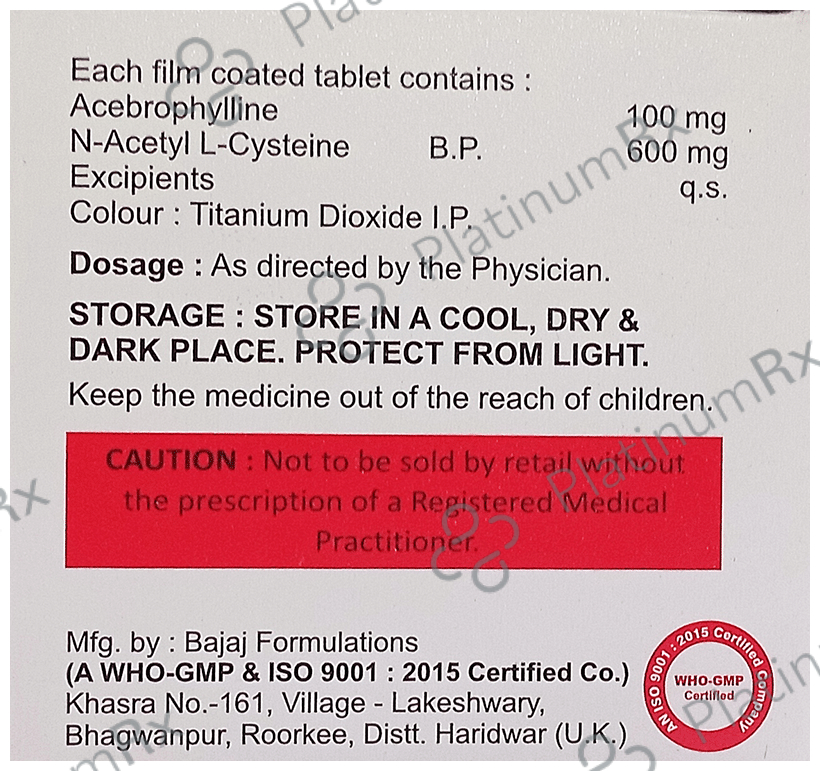 Each film coated tablet contains :
Acebrophylline 100 mg
N-Acetyl L-Cysteine B.P. 600 mg
Excipients q.s.
Colour : Titanium Dioxide I.P.
Dosage : As directed by the Physician.
STORAGE : STORE IN A COOL, DRY &
DARK PLACE. PROTECT FROM LIGHT.
Keep the medicine out of the reach of children.
CAUTION : Not to be sold by retail without
the prescription of a Registered Medical
Practitioner.
Mfg. by : Bajaj Formulations
(A WHO-GMP & ISO 9001 : 2015 Certified Co.)
Khasra No.-161, Village - Lakeshwary,
Bhagwanpur, Roorkee, Distt. Haridwar (U.K.)
AN ISO 9001 : 2015 Certified Company
WHO-GMP
Certified
PlatinumRx
PlatinumRx